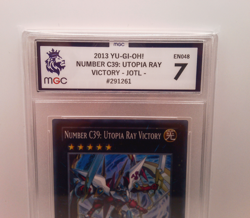 mgc
2013 YU-GI-OH!
NUMBER C39: UTOPIA RAY
VICTORY - JOTL -
#291261
EN048
7
MGC
NUMBER C39: UTOPIA RAY VICTORY